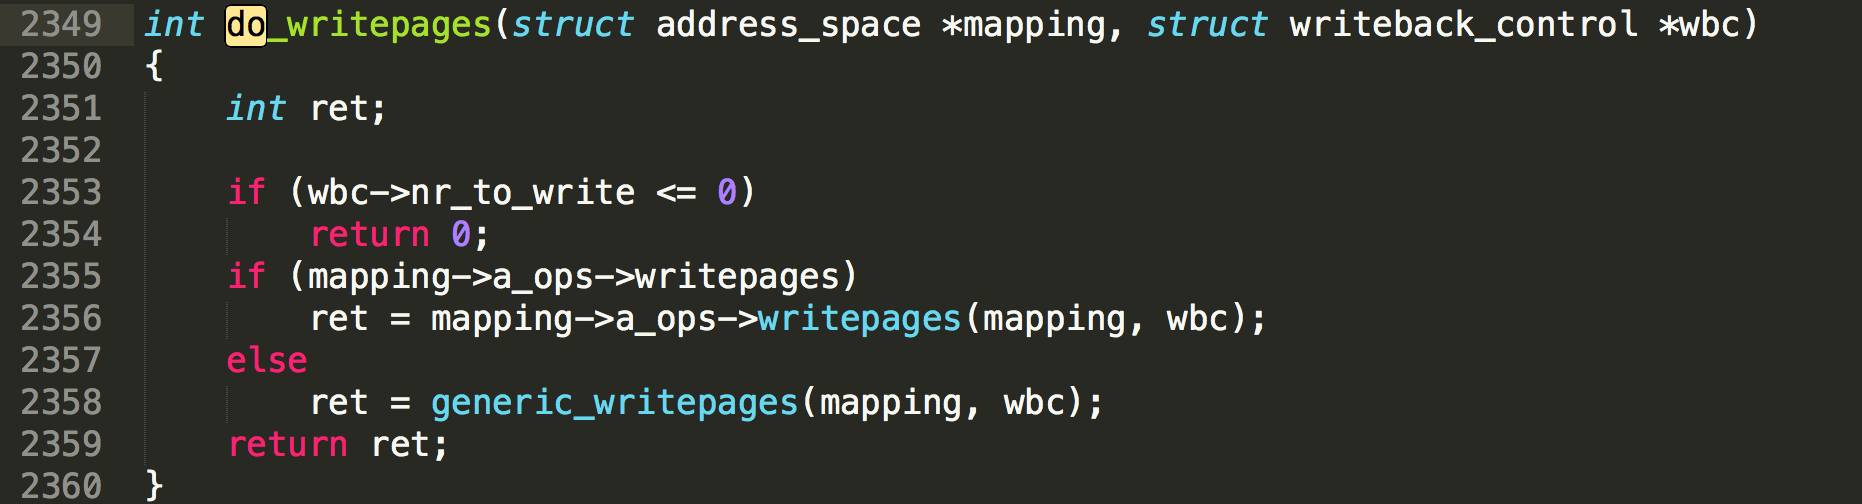 2349 int do_writepages(struct address_space *mapping, struct writeback_control *wbc)
2350 {
2351     int ret;
2352
2353     if (wbc->nr_to_write <= 0)
2354         return 0;
2355     if (mapping->a_ops->writepages)
2356         ret = mapping->a_ops->writepages(mapping, wbc);
2357     else
2358         ret = generic_writepages(mapping, wbc);
2359     return ret;
2360 }